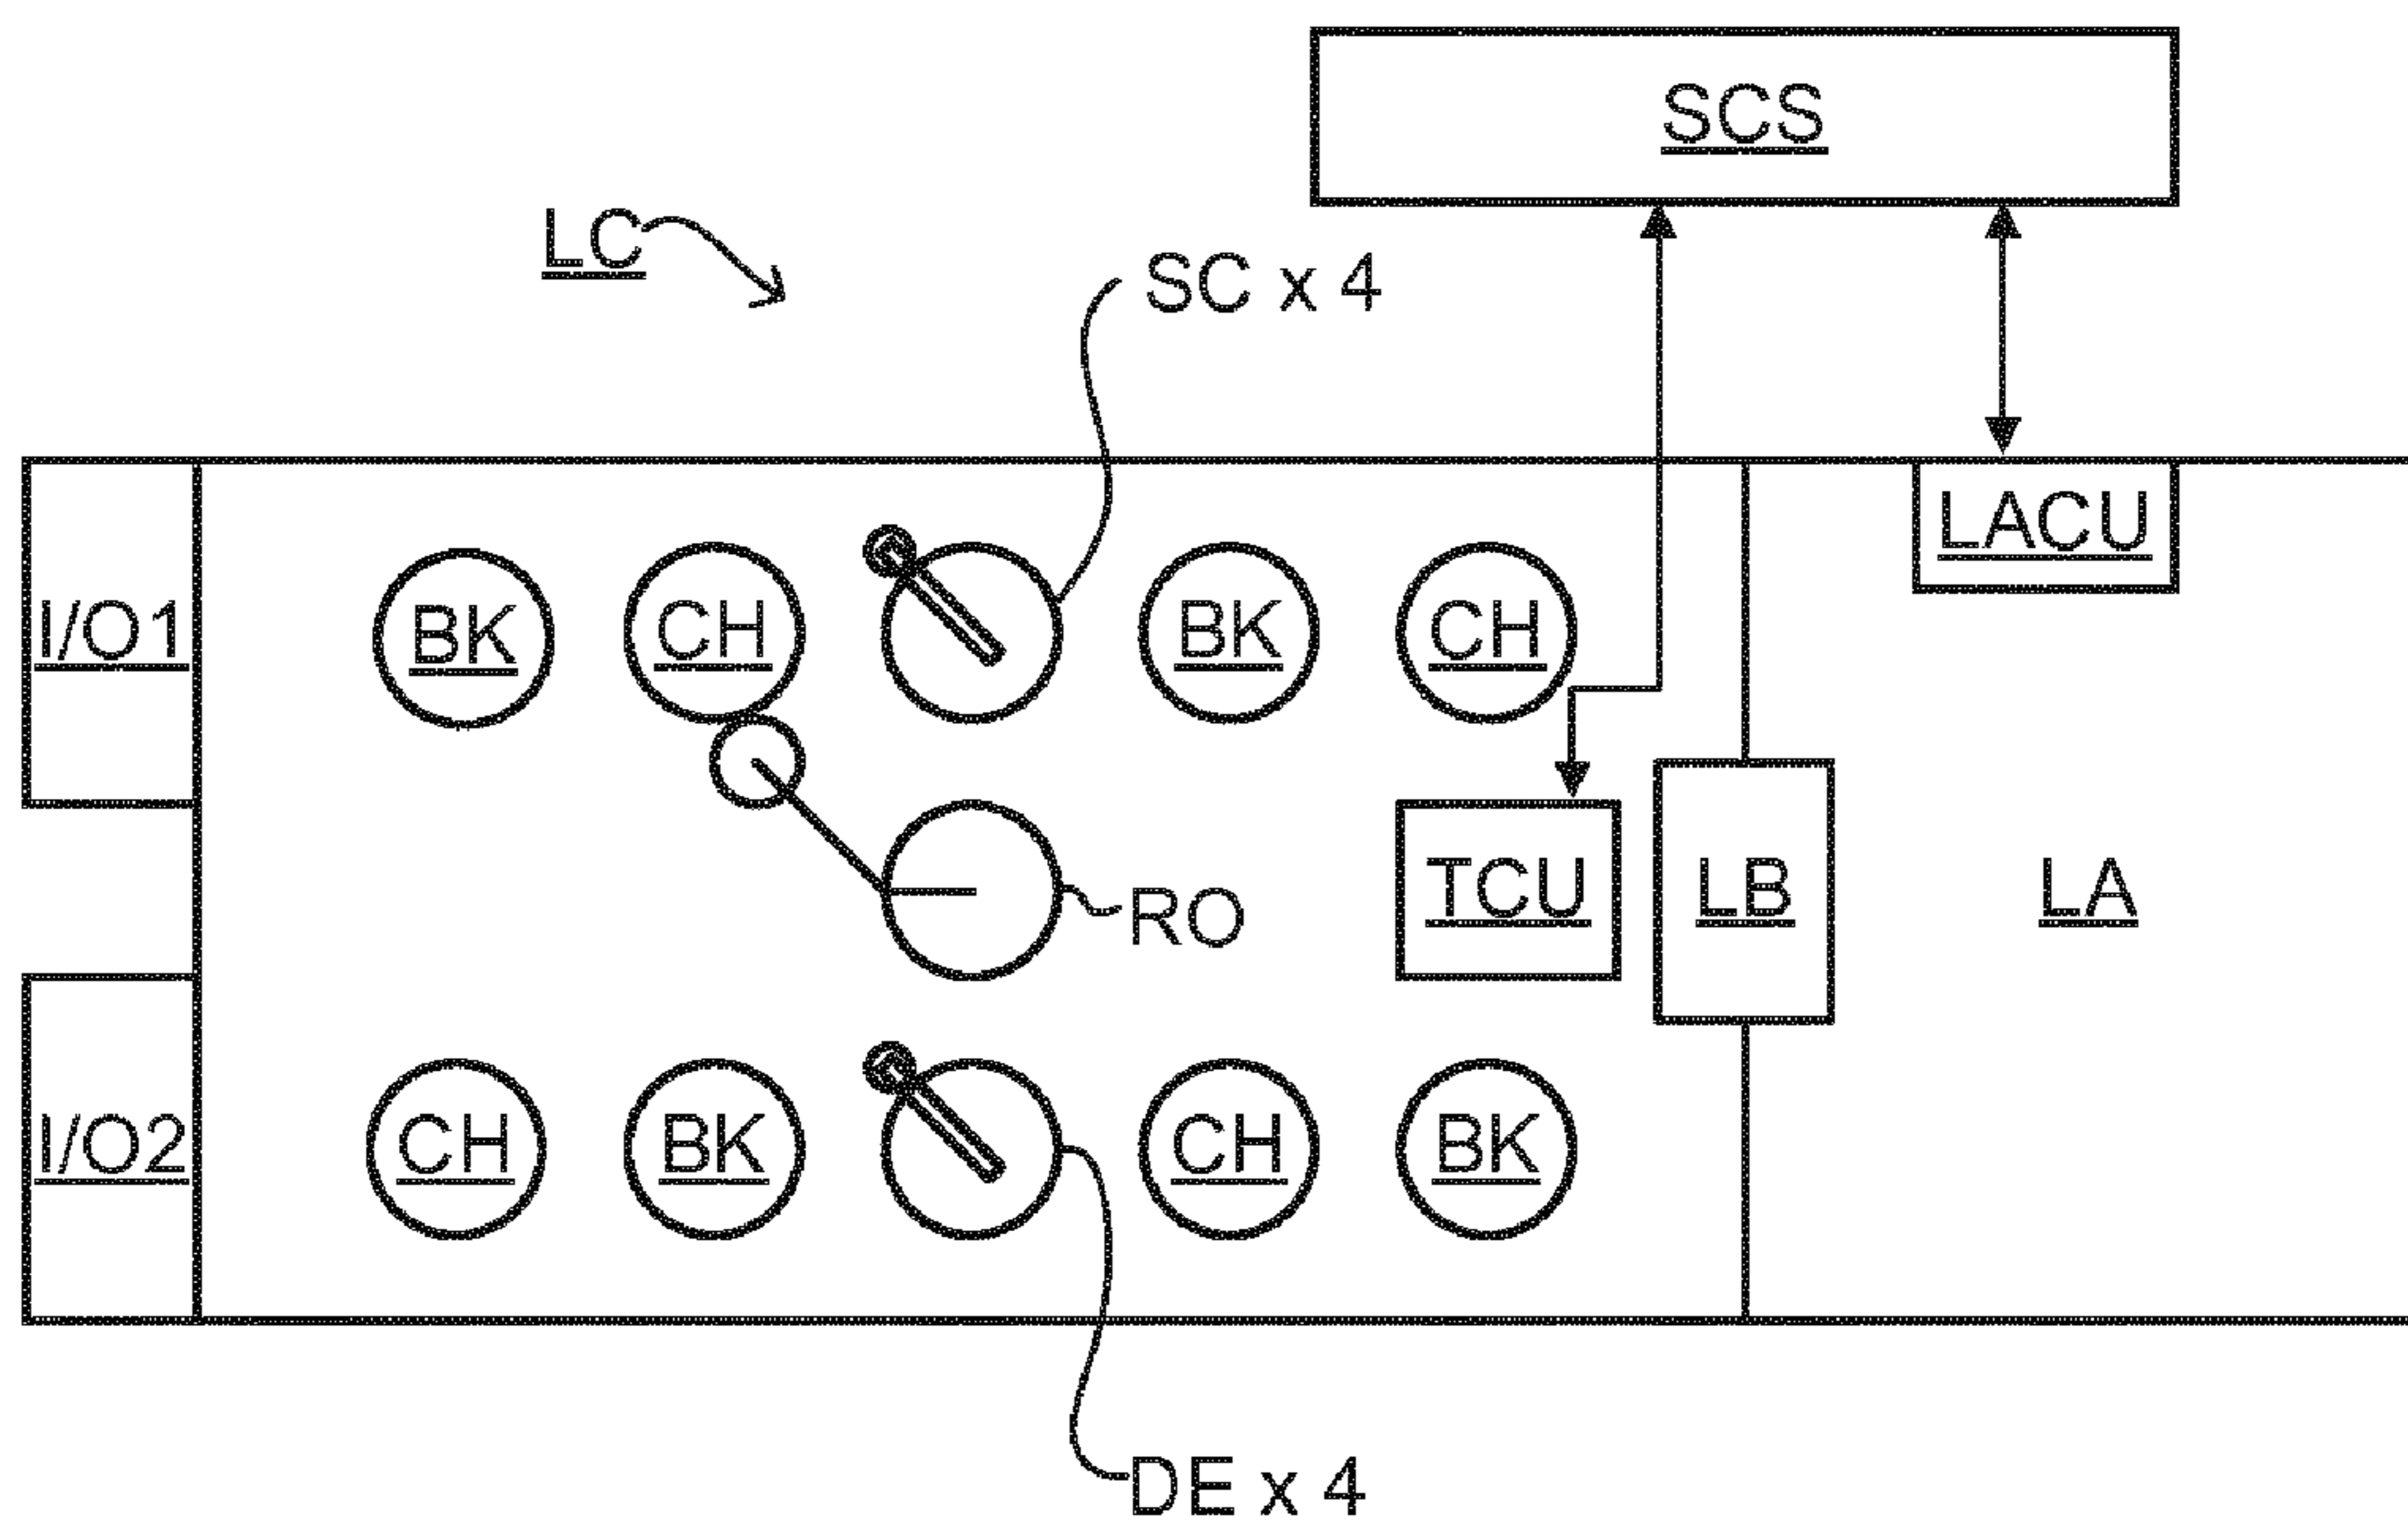 SCS
LC
SC x 4
LACU
I/O1
BK
CH
BK
CH
TCU
LB
LA
RO
I/O2
CH
BK
CH
BK
DE x 4